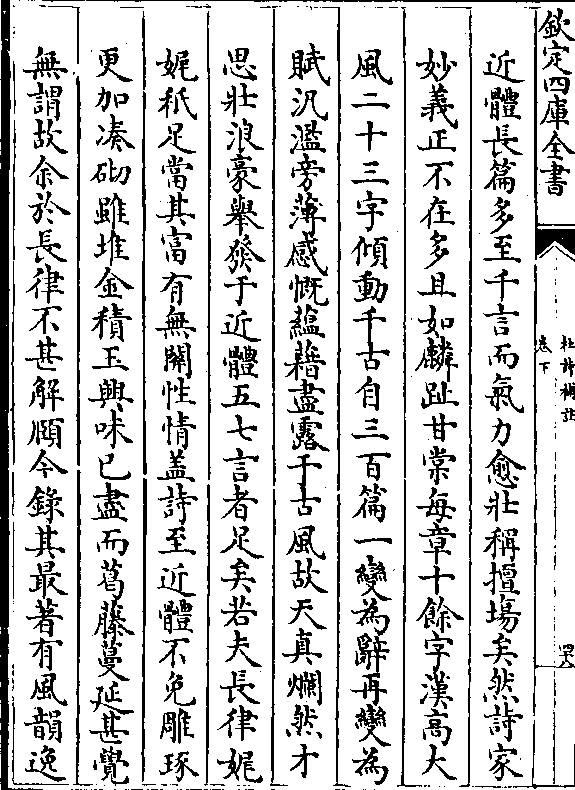 欽定四庫全書
杜詩攟
卷下
四八
近體長篇多至千言而氣力愈壯稱擅塲矣然詩家
妙義正不在多且如麟趾甘棠每章十餘字漢高大
風二十三字傾動千古自三百篇一變為辭再變為
賦汎濫旁薄感慨蘊藉盡露于古風故天真爛然才
思壯浪豪舉發于近體五七言者足矣若夫長律娓
娓秖足當其富有無關性情盖詩至近體不免雕琢
更加凑砌雖堆金積玉興味已盡而葛藤蔓延甚覺
無謂故余於長律不甚解頤今錄其最著有風韻逸